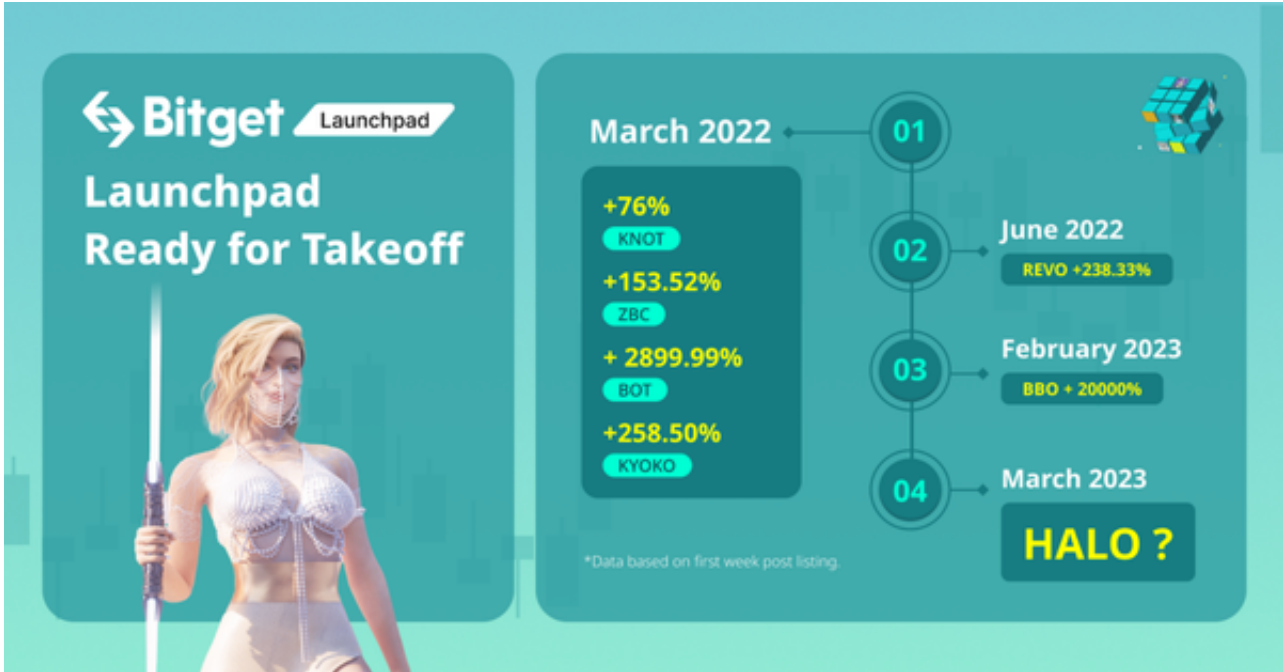 Bitget Launchpad
Launchpad
Ready for Takeoff
March 2022
+76%
KNOT
+153.52%
ZBC
+ 2899.99%
BOT
+258.50%
KYOKO
*Data based on first week post listing.
01
02
June 2022
REVO +238.33%
03
February 2023
BBO + 20000%
04
March 2023
HALO ?